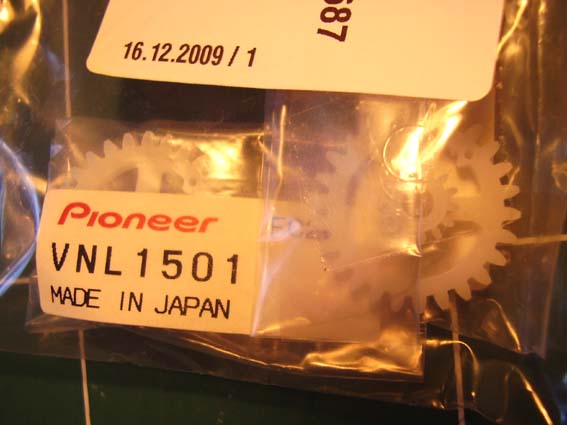 687
16.12.2009 / 1
Pioneer
VNL1501
MADE IN JAPAN